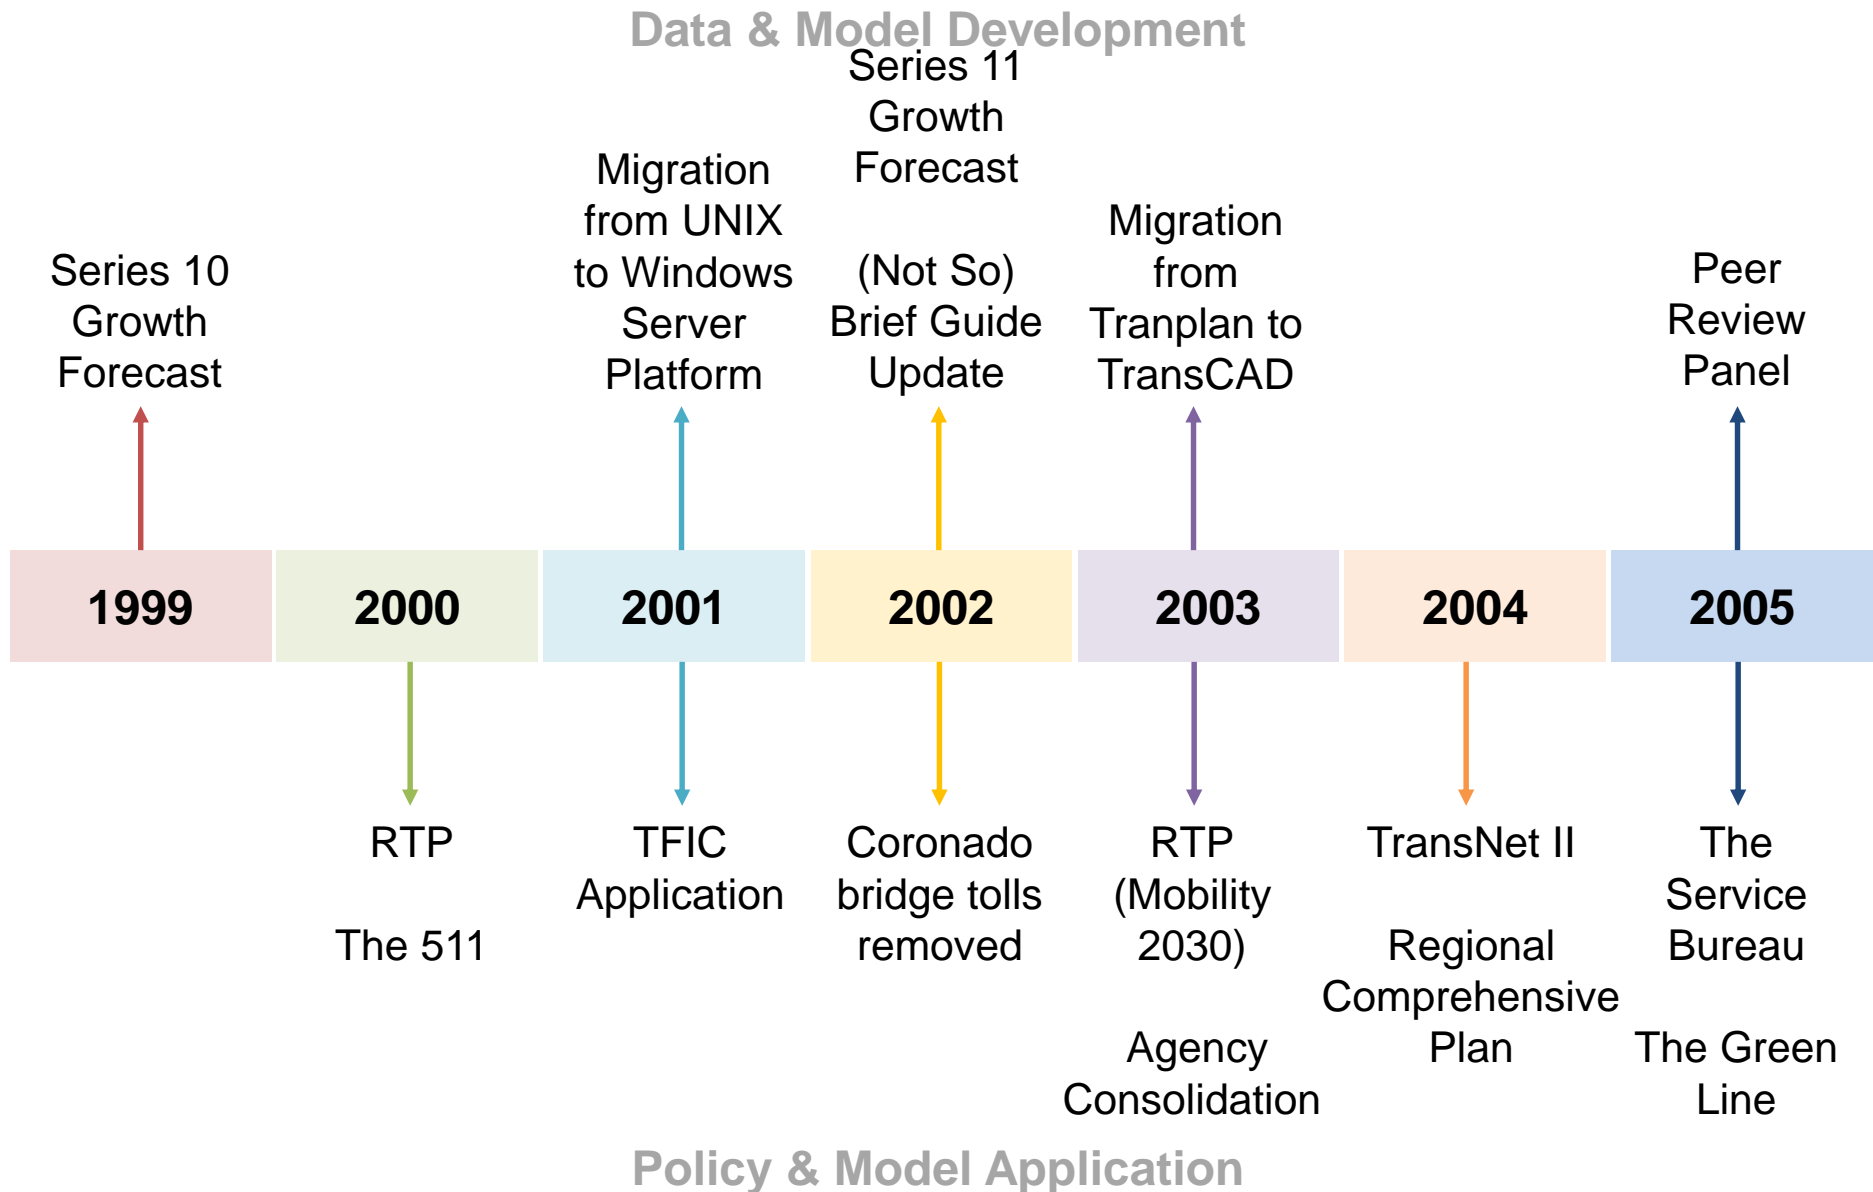 Data & Model Development
Series 10
Growth
Forecast
Migration
from UNIX
to Windows
Server
Platform
Series 11
Growth
Forecast
(Not So)
Brief Guide
Update
Migration
from
Tranplan to
TransCAD
Peer
Review
Panel
1999
2000
2001
2002
2003
2004
2005
RTP
The 511
TFIC
Application
Coronado
bridge tolls
removed
RTP
(Mobility
2030)
Agency
Consolidation
TransNet II
Regional
Comprehensive
Plan
The
Service
Bureau
The Green
Line
Policy & Model Application